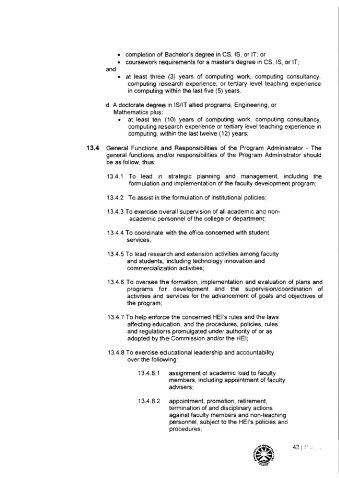 • completion of Bachelor's degree in CS, IS, or IT; or
• coursework requirements for a master's degree in CS, IS, or IT;
and
• at least three (3) years of computing work, computing consultancy
computing research experience, or tertiary level teaching experience
in computing within the last five (5) years.
d. A doctorate degree in IS/IT allied programs, Engineering, or
Mathematics plus:
• at least ten (10) years of computing work, computing consultancy,
computing research experience or tertiary level teaching experience in
computing, within the last twelve (12) years;
13.4 General Functions and Responsibilities of the Program Administrator - The
general functions and/or responsibilities of the Program Administrator should
be as follow, thus:
13.4.1 To lead in strategic planning and management, including the
formulation and implementation of the faculty development program;
13.4.2 To assist in the formulation of institutional policies;
13.4.3 To exercise overall supervision of all academic and non-
academic personnel of the college or department;
13.4.4 To coordinate with the office concerned with student
services;
13.4.5 To lead research and extension activities among faculty
and students, including technology innovation and
commercialization activities;
13.4.6 To oversee the formation, implementation and evaluation of plans and
programs for development and the supervision/coordination of
activities and services for the advancement of goals and objectives of
the program;
13.4.7 To help enforce the concerned HEI's rules and the laws
affecting education, and the procedures, policies, rules
and regulations promulgated under authority of or as
adopted by the Commission and/or the HEI;
13.4.8 To exercise educational leadership and accountability
over the following:
13.4.8.1 assignment of academic load to faculty
members, including appointment of faculty
advisers;
13.4.8.2 appointment, promotion, retirement,
termination of and disciplinary actions
against faculty members and non-teaching
personnel, subject to the HEI's policies and
procedures;
42 |